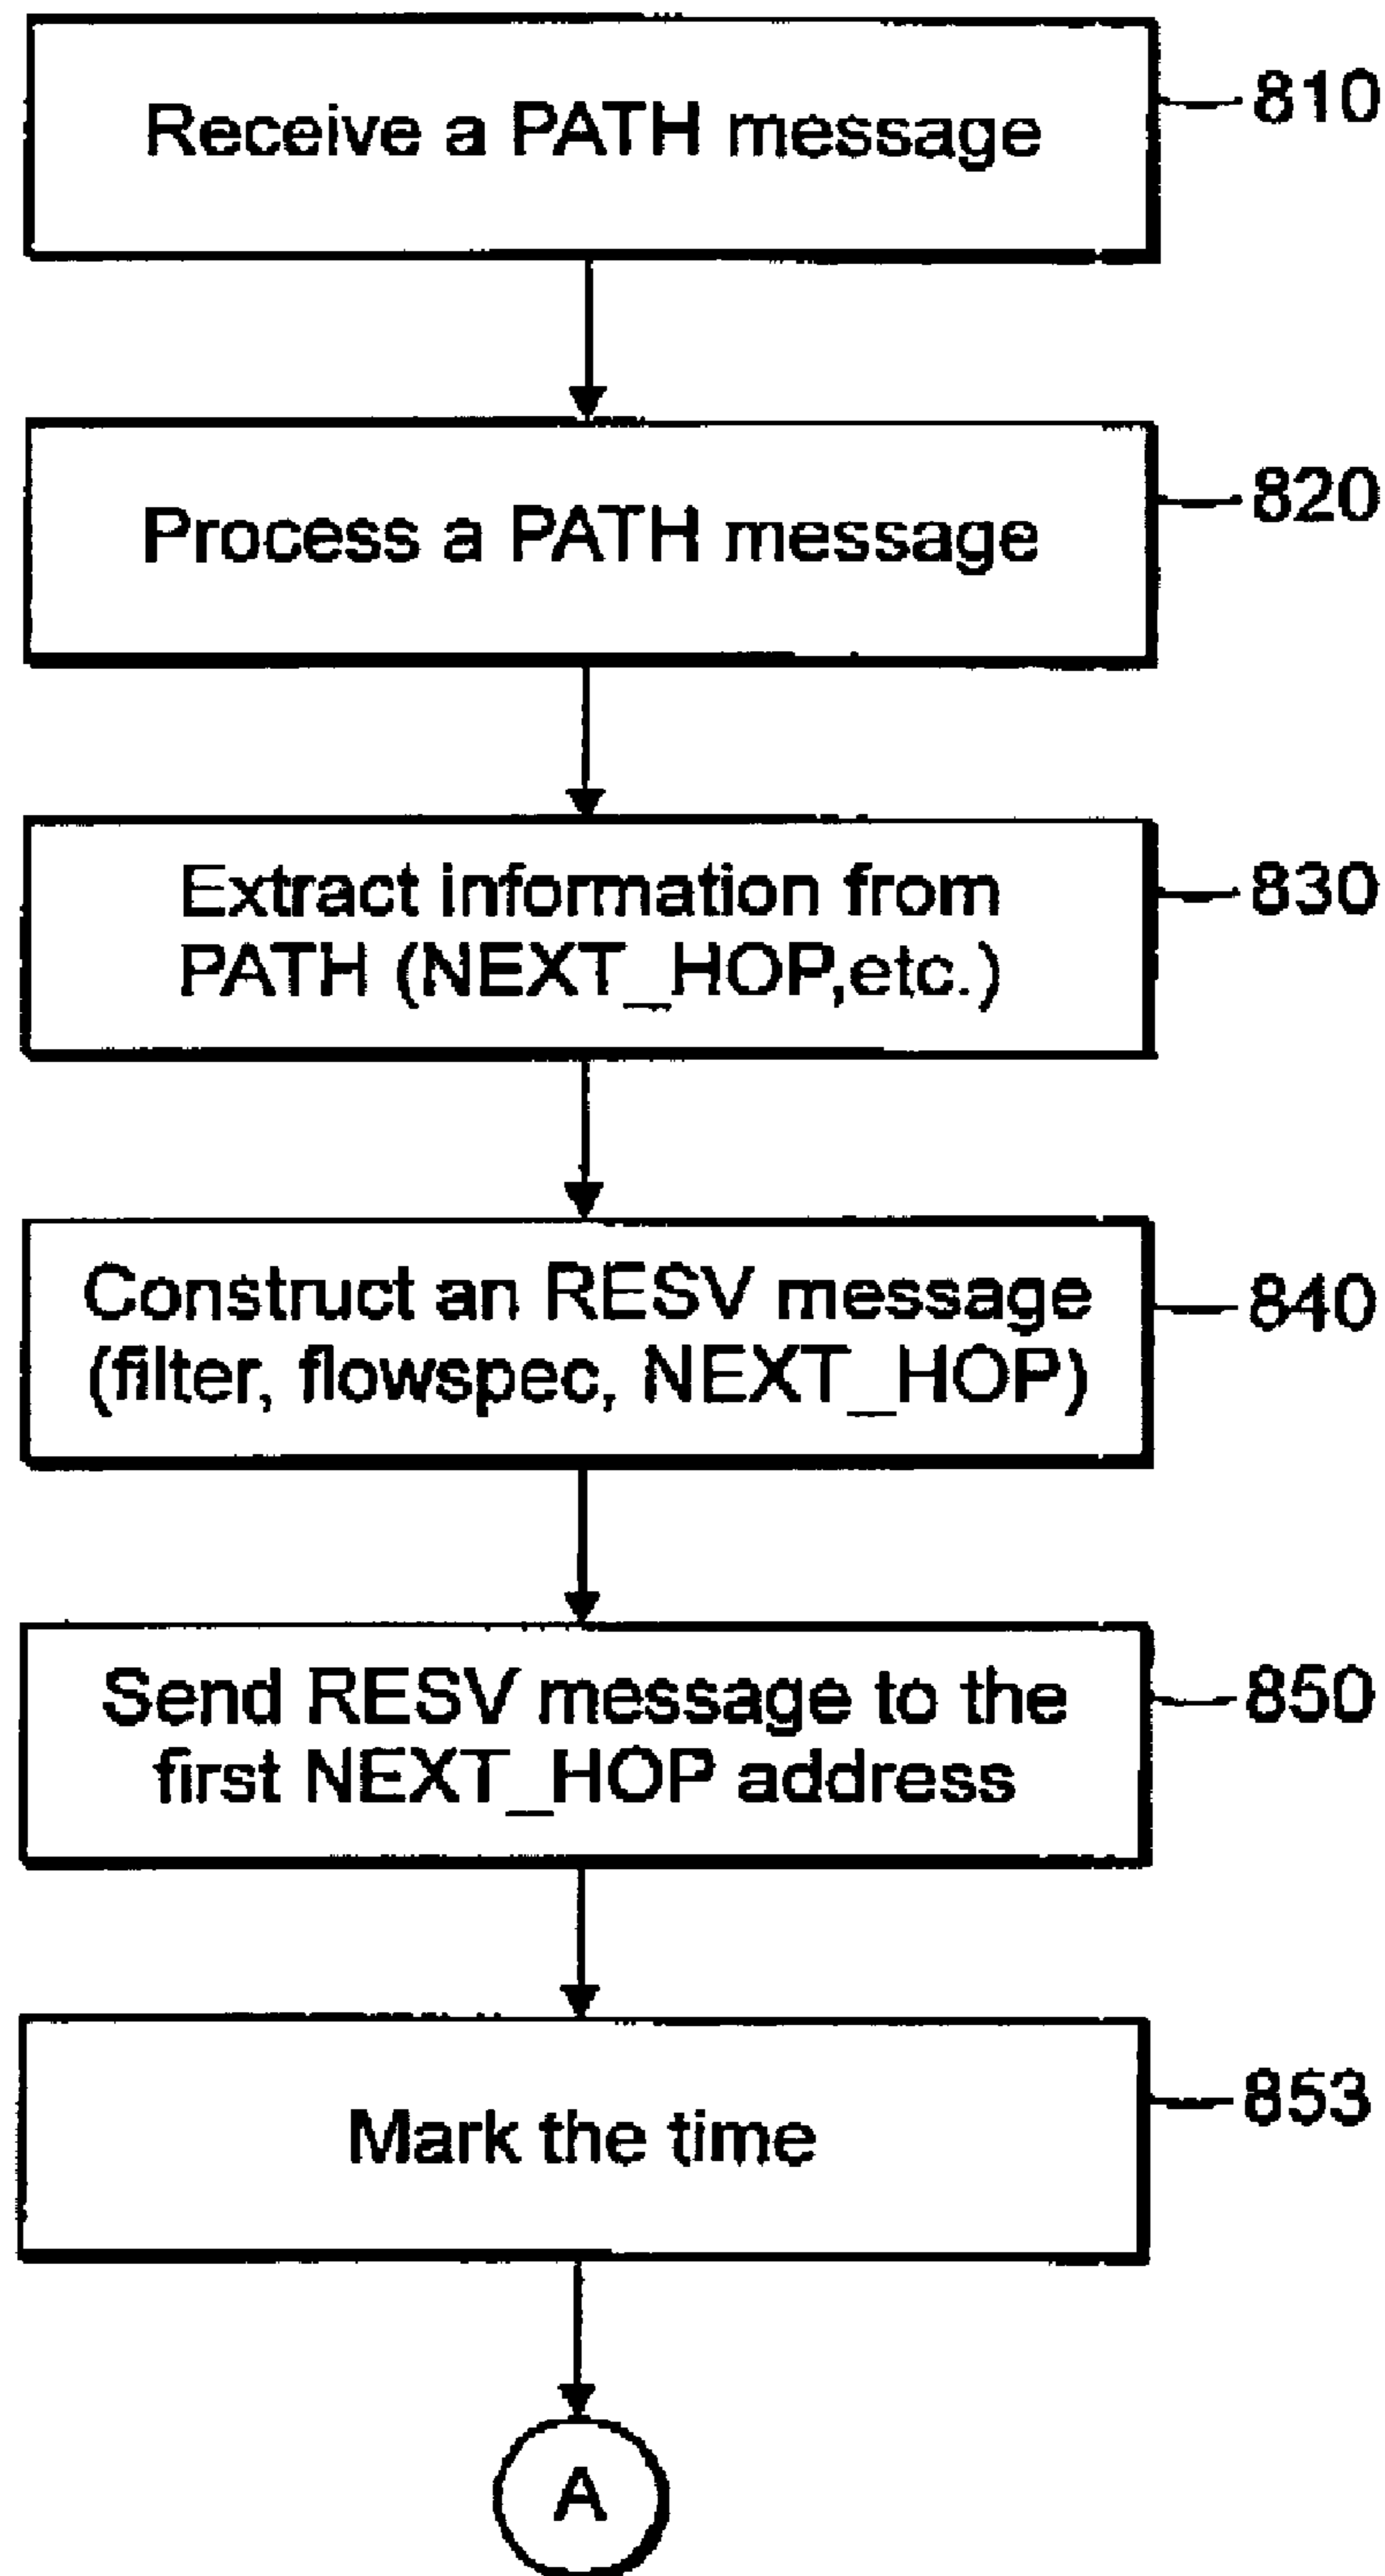 Receive a PATH message
810
Process a PATH message
820
Extract information from
PATH (NEXT_HOP,etc.)
830
Construct an RESV message
(filter, flowspec, NEXT_HOP)
840
Send RESV message to the
first NEXT_HOP address
850
Mark the time
853
A